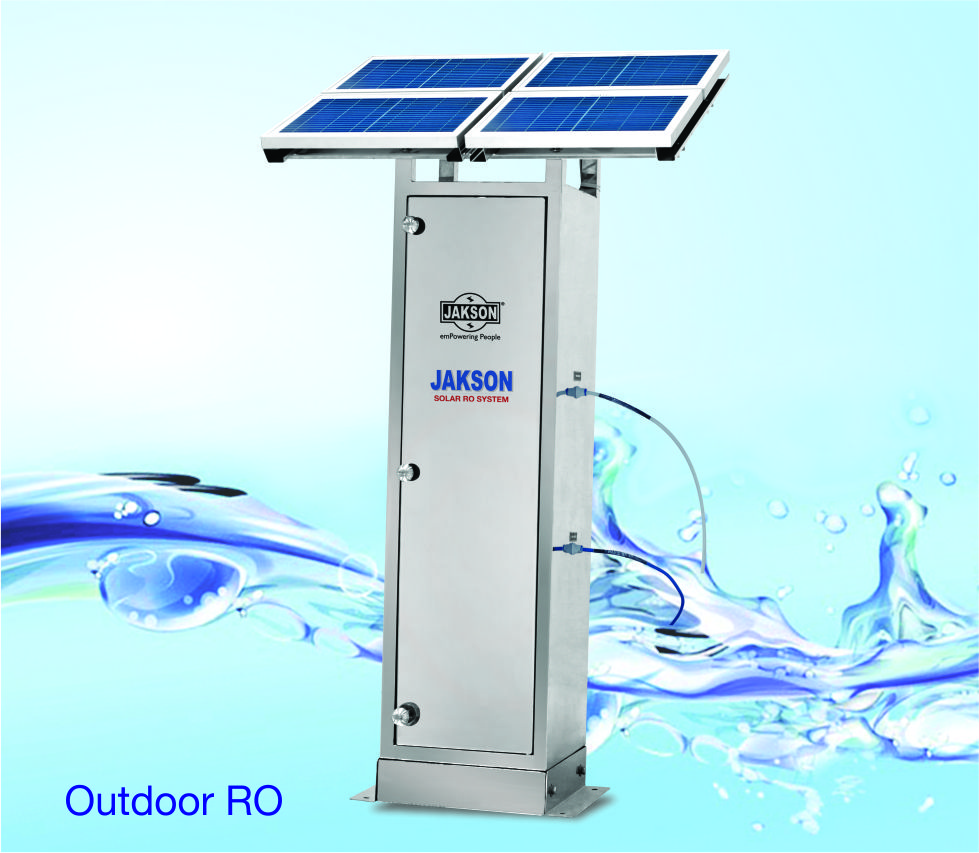 JAKSON
emPowering People
JAKSON
SOLAR RO SYSTEM
Outdoor RO